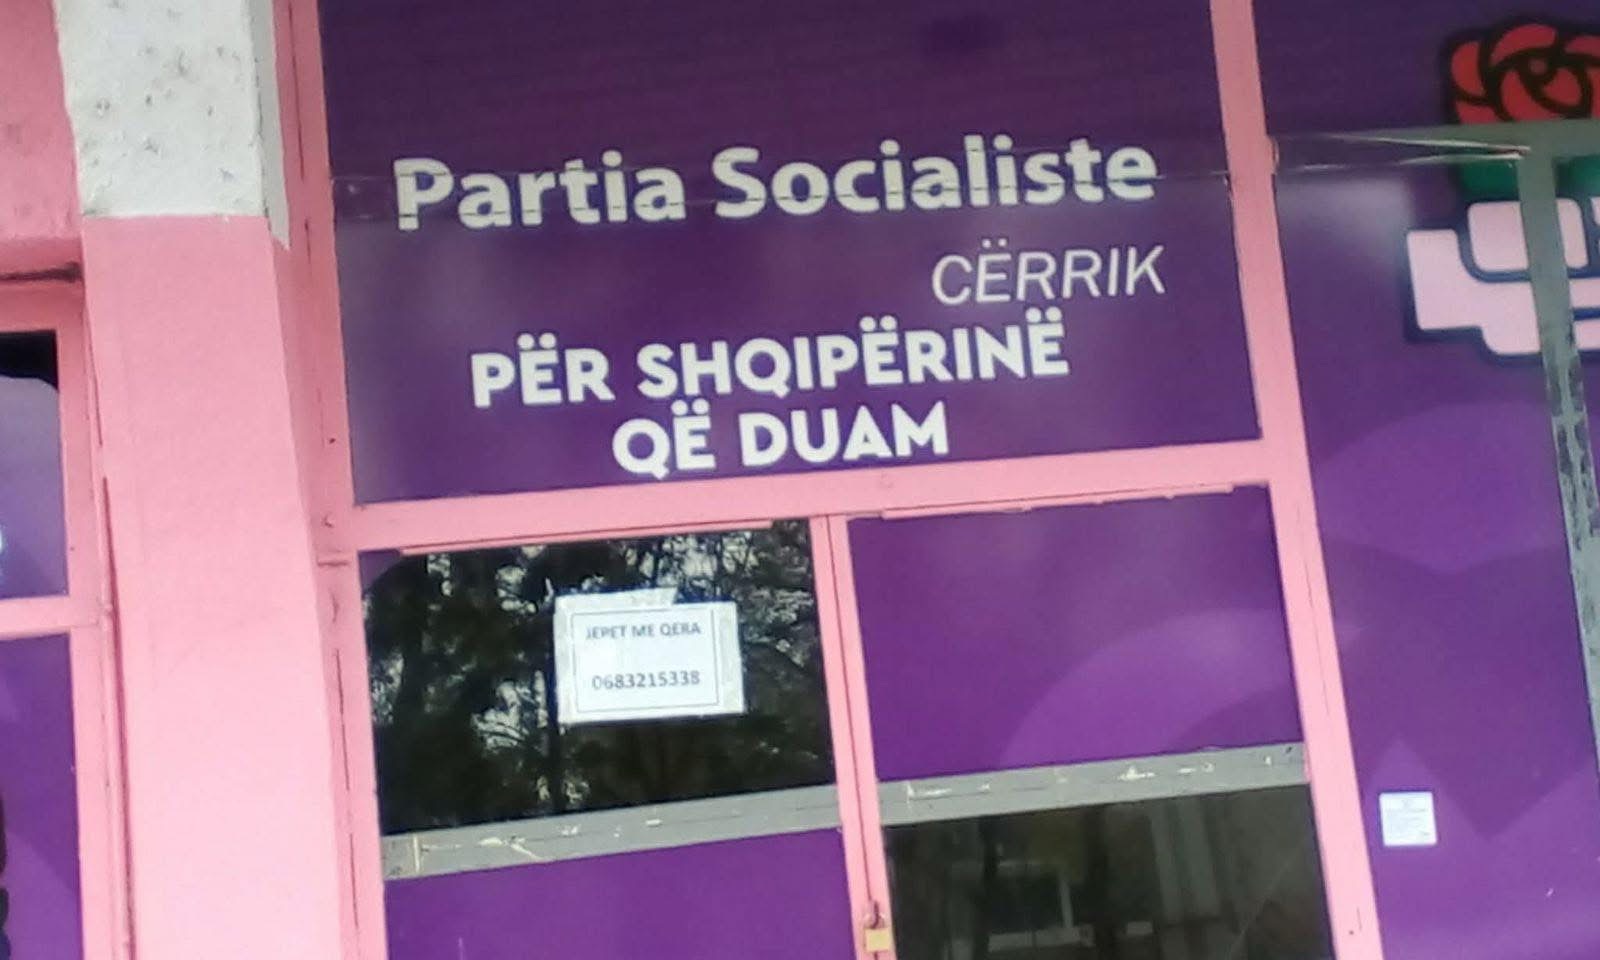 Partia Socialiste
CËRRIK
PËR SHQIPËRINË
QË DUAM
JEPET ME QERA
0683215338